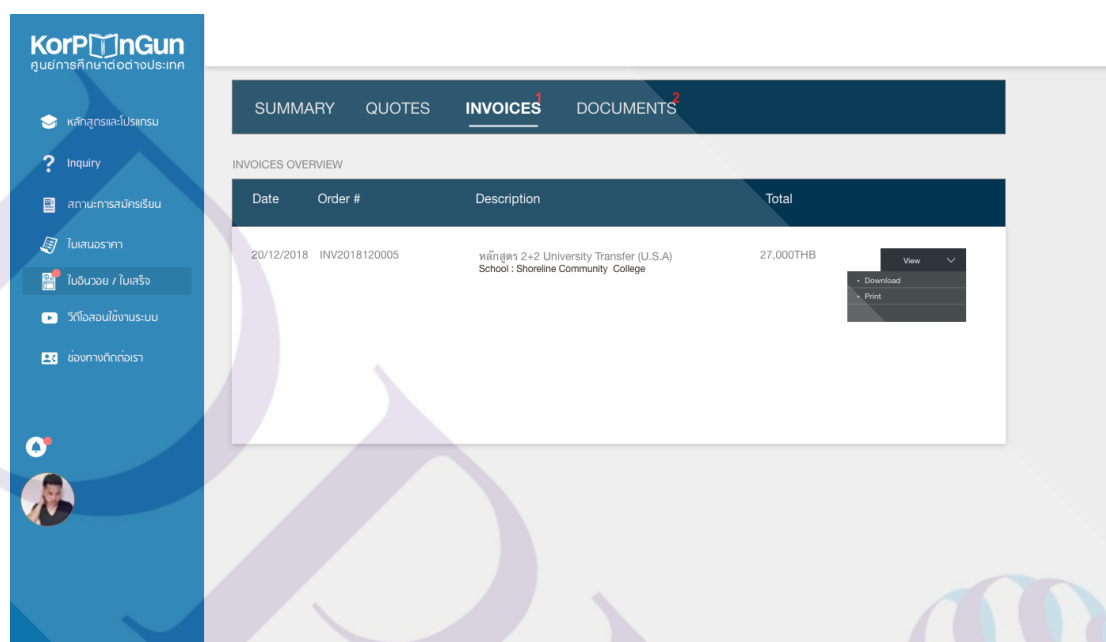 KorPUnGun
ศูนย์การศึกษาต่อต่างประเทศ
หลักสูตรและโปรแกรม
Inquiry
สถานะการสมัครเรียน
ใบเสนอราคา
ใบอินวอย / ใบเสร็จ
วีดีโอสอนใช้งานระบบ
ช่องทางติดต่อเรา
SUMMARY QUOTES INVOICES 1 DOCUMENTS 2
INVOICES OVERVIEW
Date Order # Description Total
20/12/2018 INV2018120005 หลักสูตร 2+2 University Transfer (U.S.A) 27,000THB View
School : Shoreline Community College
• Download
• Print